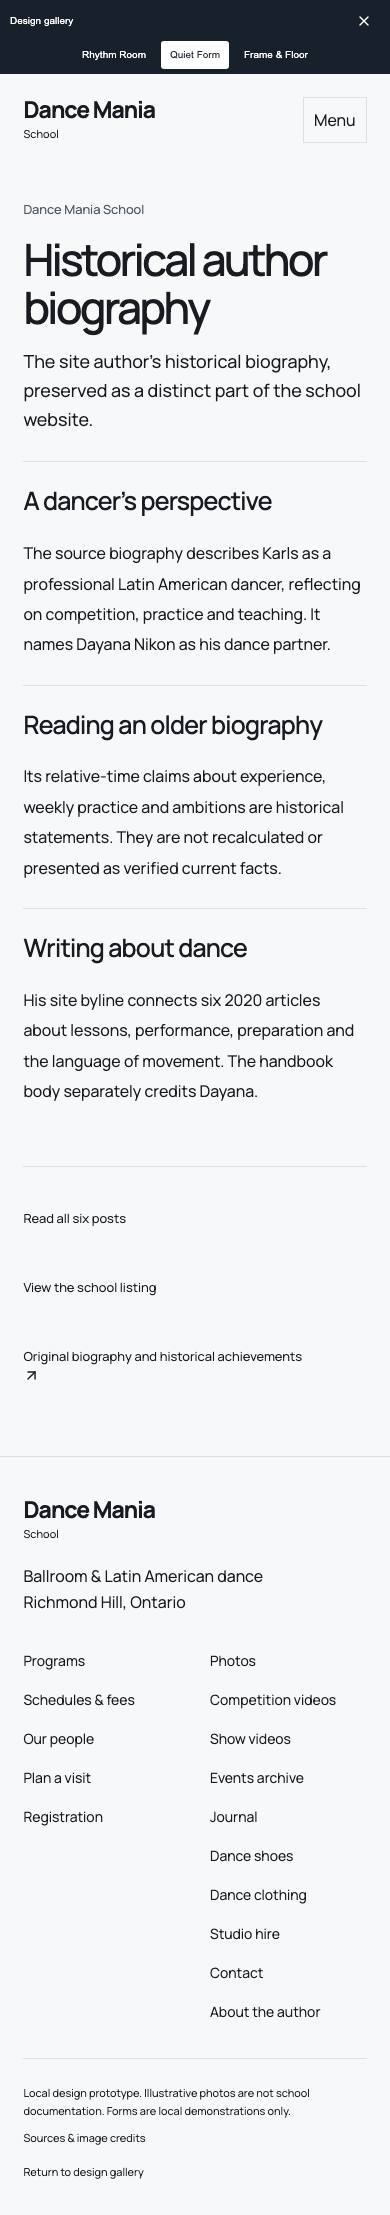 Design gallery
Rhythm Room
Quiet Form
Frame & Floor
Dance Mania
School
Menu
Dance Mania School
Historical author
biography
The site author's historical biography,
preserved as a distinct part of the school
website.
A dancer's perspective
The source biography describes Karls as a
professional Latin American dancer, reflecting
on competition, practice and teaching. It
names Dayana Nikon as his dance partner.
Reading an older biography
Its relative-time claims about experience,
weekly practice and ambitions are historical
statements. They are not recalculated or
presented as verified current facts.
Writing about dance
His site byline connects six 2020 articles
about lessons, performance, preparation and
the language of movement. The handbook
body separately credits Dayana.
Read all six posts
View the school listing
Original biography and historical achievements
Dance Mania
School
Ballroom & Latin American dance
Richmond Hill, Ontario
Programs
Schedules & fees
Our people
Plan a visit
Registration
Photos
Competition videos
Show videos
Events archive
Journal
Dance shoes
Dance clothing
Studio hire
Contact
About the author
Local design prototype. Illustrative photos are not school
documentation. Forms are local demonstrations only.
Sources & image credits
Return to design gallery